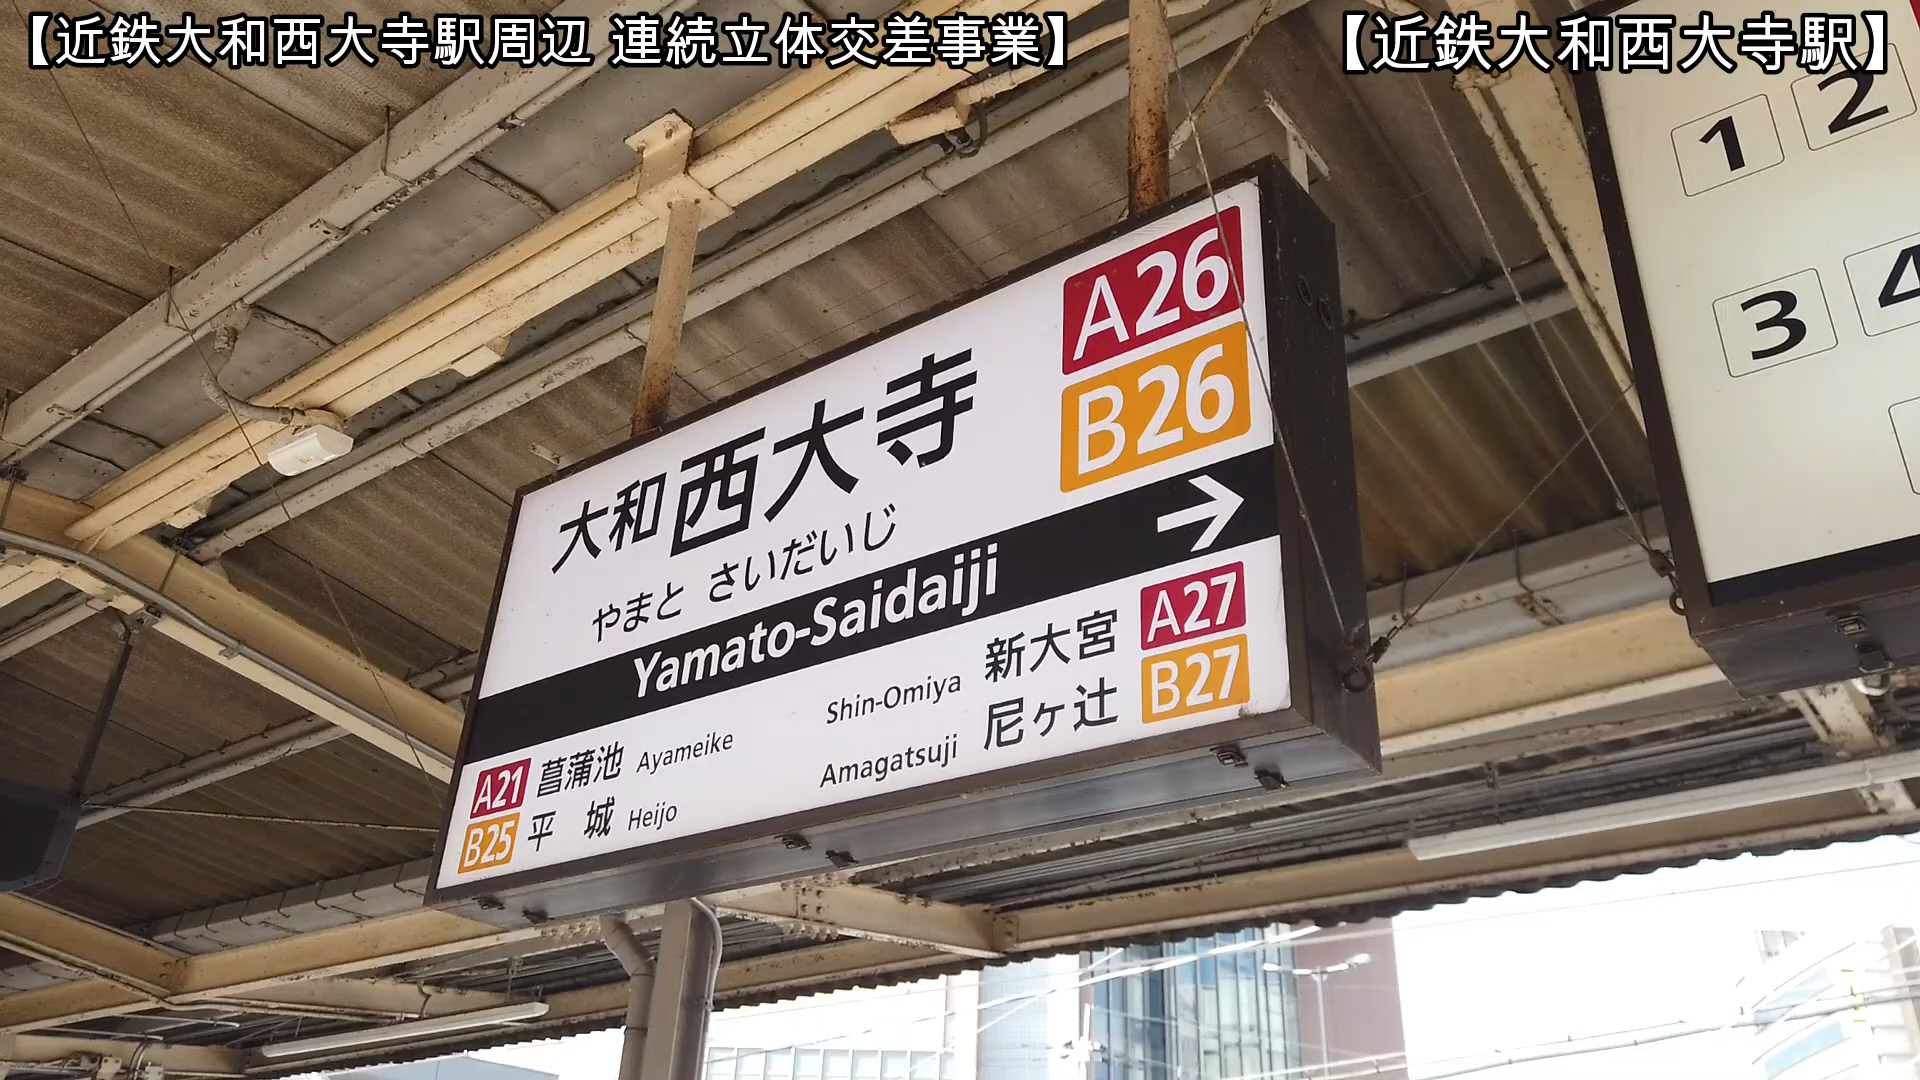 【近鉄大和西大寺駅周辺 連続立体交差事業】
【近鉄大和西大寺駅】
1 2
3 4
A26
B26
大和西大寺
やまと さいだいじ
→
Yamato-Saidaiji
Shin-Omiya 新大宮 A27
Amagatsuji 尼ヶ辻 B27
A21 菖蒲池 Ayameike
B25 平 城 Heijo